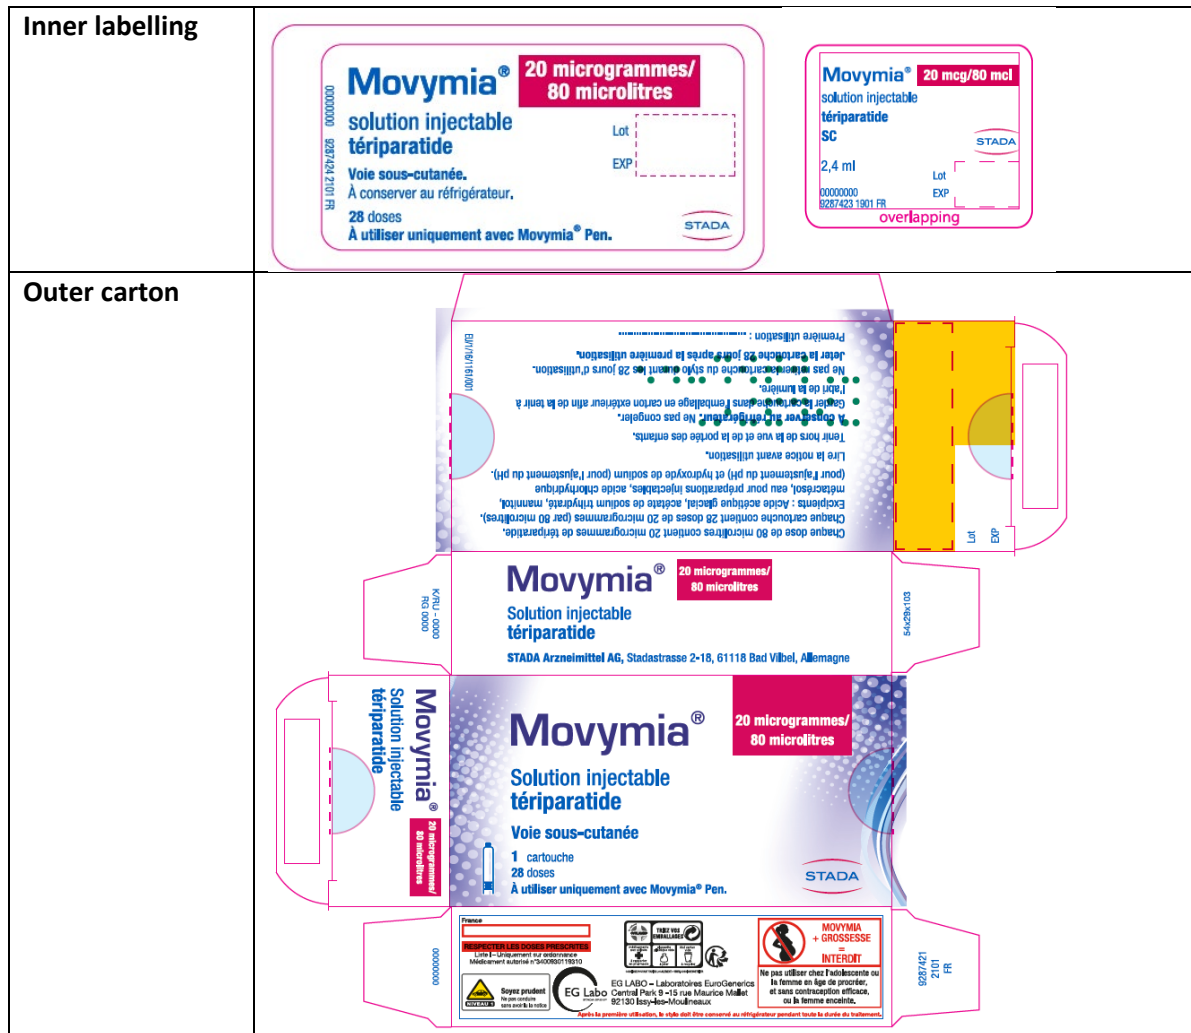 Inner labelling
Movymia®
20 microgrammes/
80 microlitres
solution injectable
tériparatide
Voie sous-cutanée.
À conserver au réfrigérateur.
28 doses
À utiliser uniquement avec Movymia® Pen.
Lot
EXP
STADA
00000000 9287424 2101 FR
Movymia® 20 mcg/80 mcl
solution injectable
tériparatide
SC
STADA
2,4 ml
Lot
EXP
00000000
9287423 1901 FR
overlapping
Outer carton
Chaque dose de 80 microlitres contient 20 microgrammes de tériparatide.
Chaque cartouche contient 28 doses de 20 microgrammes (par 80 microlitres).
Excipients : Acide acétique glacial, acétate de sodium trihydraté, mannitol,
métacrésol, eau pour préparations injectables, acide chlorhydrique
(pour l'ajustement du pH) et hydroxyde de sodium (pour l'ajustement du pH).
Lire la notice avant utilisation.
Tenir hors de la vue et de la portée des enfants.
A conserver au réfrigérateur. Ne pas congeler.
Garder la cartouche dans l'emballage en carton extérieur afin de la tenir à
l'abri de la lumière.
Ne pas retirer la cartouche du stylo durant les 28 jours d'utilisation.
Jeter la cartouche 28 jours après la première utilisation.
Première utilisation : ........................................
EU/1/16/1161/001
Lot
EXP
Movymia®
20 microgrammes/
80 microlitres
Solution injectable
tériparatide
STADA Arzneimittel AG, Stadastrasse 2-18, 61118 Bad Vilbel, Allemagne
K/RU - 0000
RG 0000
54x29x103
Movymia®
Solution injectable
tériparatide
20 microgrammes/
80 microlitres
Movymia®
20 microgrammes/
80 microlitres
Solution injectable
tériparatide
Voie sous-cutanée
1 cartouche
28 doses
À utiliser uniquement avec Movymia® Pen.
STADA
00000000
France
RESPECTER LES DOSES PRESCRITES
Liste I - Uniquement sur ordonnance
Médicament autorisé n°3400930119310
NIVEAU 1
Soyez prudent
Ne pas conduire
sans avoir lu la notice
EG Labo
TRIEZ VOS
EMBALLAGES
EG LABO - Laboratoires EuroGenerics
Central Park 9 -15 rue Maurice Mallet
92130 Issy-les-Moulineaux
MOVYMIA
+ GROSSESSE
=
INTERDIT
Ne pas utiliser chez l'adolescente ou
la femme en âge de procréer,
et sans contraception efficace,
ou la femme enceinte.
Après la première utilisation, le stylo doit être conservé au réfrigérateur pendant toute la durée du traitement.
9287421
2101
FR